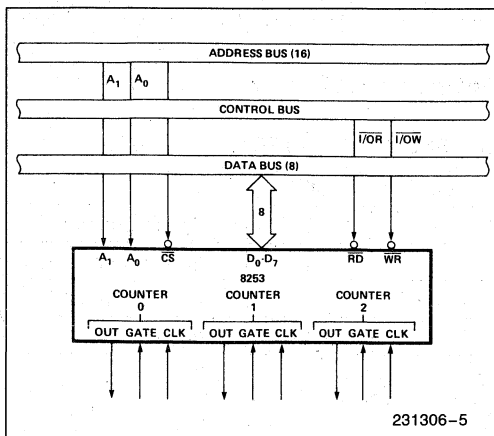 ADDRESS BUS (16)
A₁ A₀
CONTROL BUS
I/OR I/OW
DATA BUS (8)
8
A₁ A₀ CS D₀-D₇ RD WR
8253
COUNTER 0 COUNTER 1 COUNTER 2
OUT GATE CLK OUT GATE CLK OUT GATE CLK
231306-5